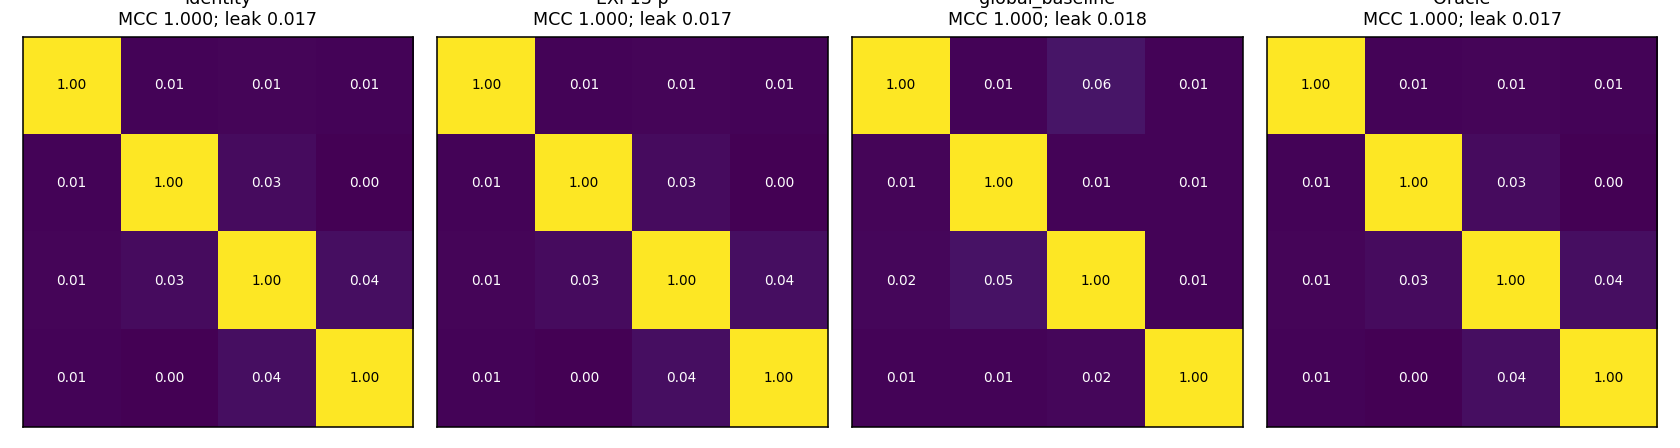 identity
MCC 1.000; leak 0.017
MCC 1.000; leak 0.017
global_baseline
MCC 1.000; leak 0.018
Oracle
MCC 1.000; leak 0.017
1.00 0.01 0.01 0.01
0.01 1.00 0.03 0.00
0.01 0.03 1.00 0.04
0.01 0.00 0.04 1.00
1.00 0.01 0.01 0.01
0.01 1.00 0.03 0.00
0.01 0.03 1.00 0.04
0.01 0.00 0.04 1.00
1.00 0.01 0.06 0.01
0.01 1.00 0.01 0.01
0.02 0.05 1.00 0.01
0.01 0.01 0.02 1.00
1.00 0.01 0.01 0.01
0.01 1.00 0.03 0.00
0.01 0.03 1.00 0.04
0.01 0.00 0.04 1.00